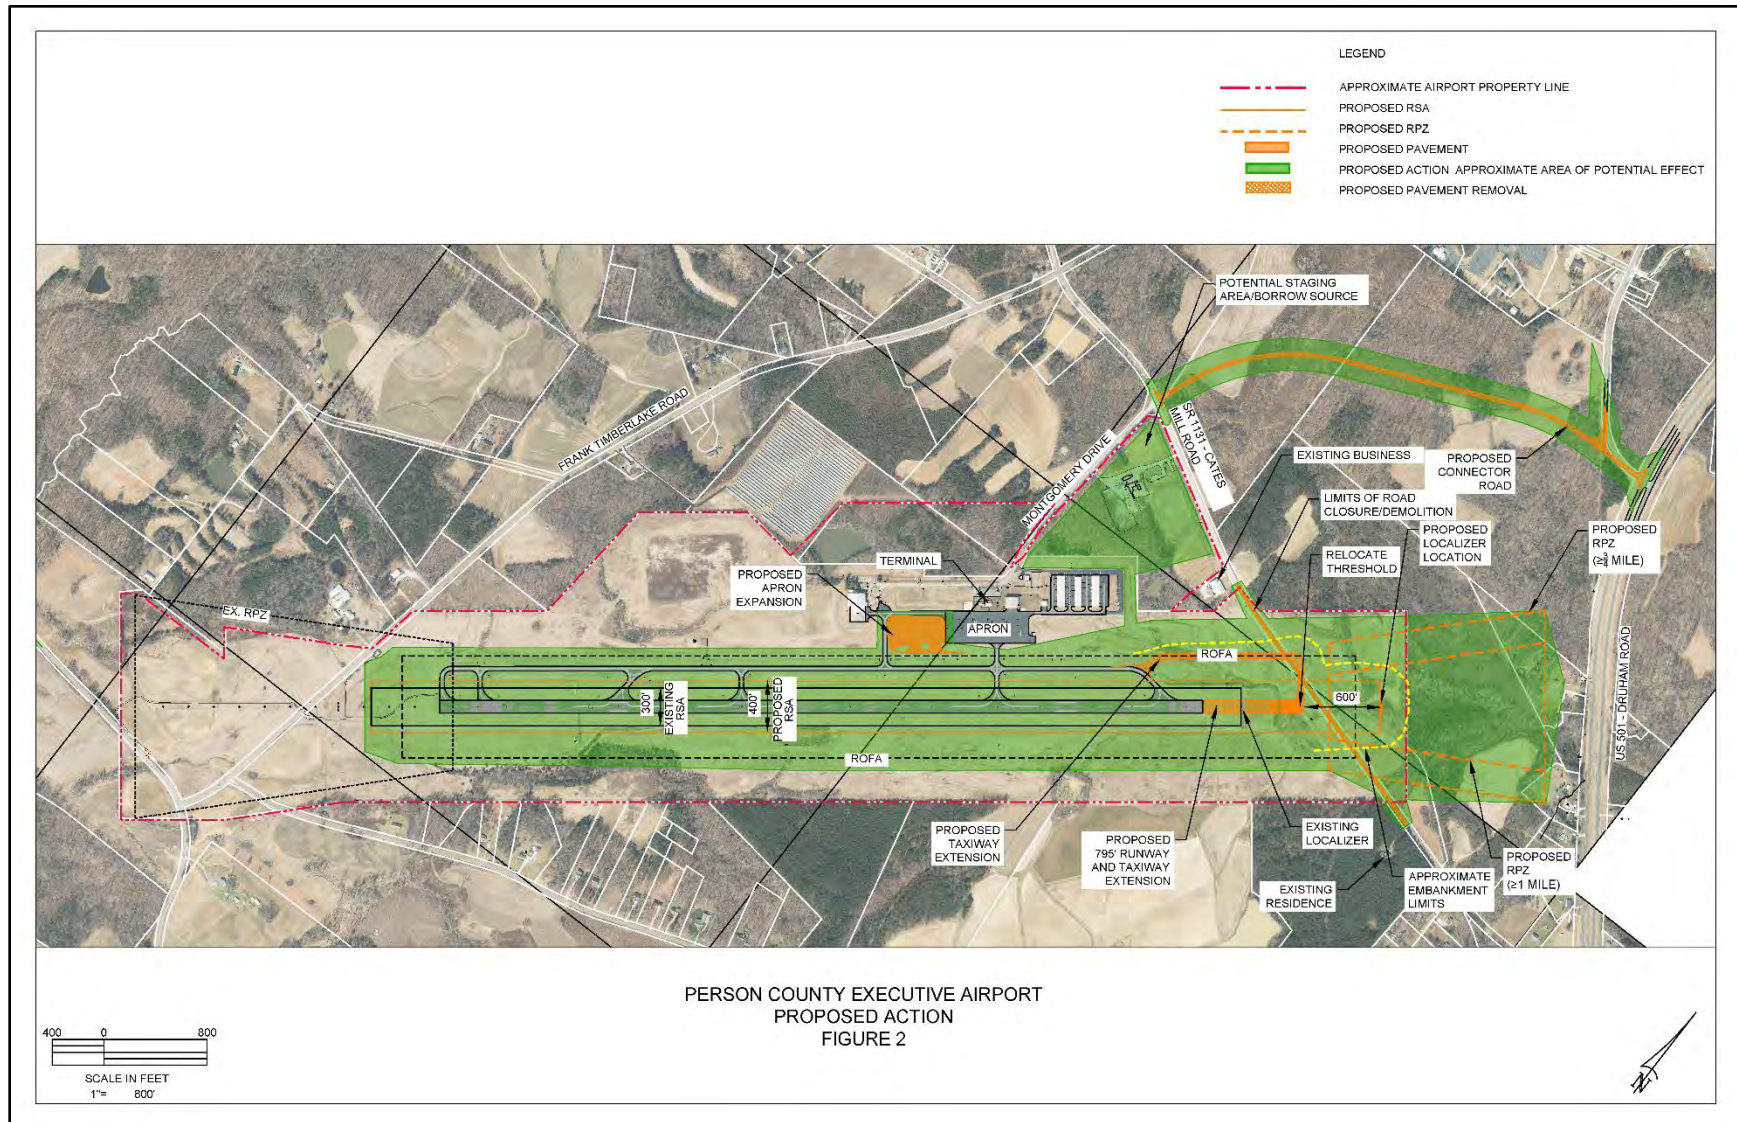 LEGEND
APPROXIMATE AIRPORT PROPERTY LINE
PROPOSED RSA
PROPOSED RPZ
PROPOSED PAVEMENT
PROPOSED ACTION APPROXIMATE AREA OF POTENTIAL EFFECT
PROPOSED PAVEMENT REMOVAL
POTENTIAL STAGING
AREA/BORROW SOURCE
FRANK TIMBERLAKE ROAD
MONTGOMERY DRIVE
SR 1131 - CATES
MILL ROAD
EXISTING BUSINESS
PROPOSED
CONNECTOR
ROAD
LIMITS OF ROAD
CLOSURE/DEMOLITION
PROPOSED
LOCALIZER
LOCATION
PROPOSED
RPZ
(≥¾ MILE)
RELOCATE
THRESHOLD
TERMINAL
PROPOSED
APRON
EXPANSION
EX. RPZ
APRON
ROFA
US 501 - DRUHAM ROAD
300'
EXISTING
RSA
400'
PROPOSED
RSA
600'
ROFA
PROPOSED
TAXIWAY
EXTENSION
PROPOSED
795' RUNWAY
AND TAXIWAY
EXTENSION
EXISTING
LOCALIZER
EXISTING
RESIDENCE
APPROXIMATE
EMBANKMENT
LIMITS
PROPOSED
RPZ
(≥1 MILE)
PERSON COUNTY EXECUTIVE AIRPORT
PROPOSED ACTION
FIGURE 2
400 0 800
SCALE IN FEET
1"= 800'
N